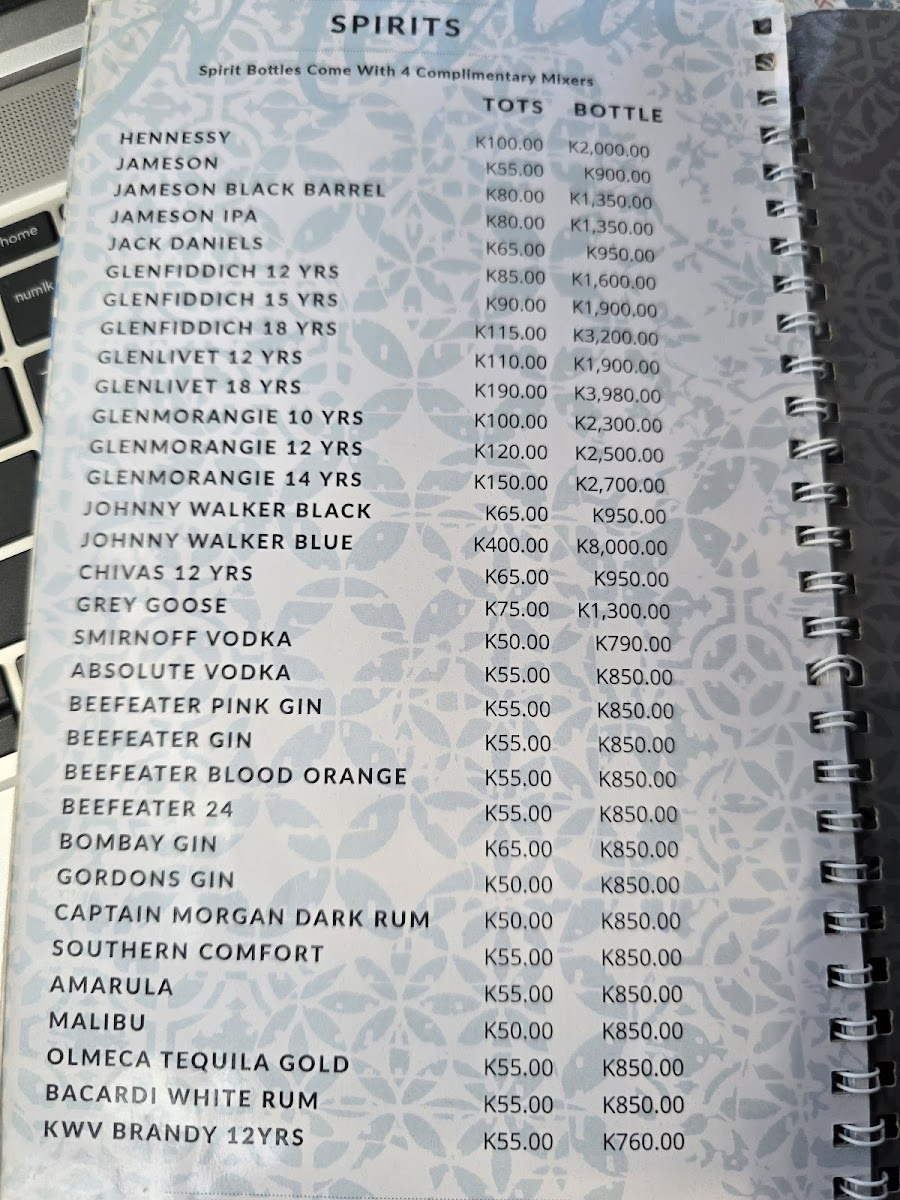 SPIRITS
Spirit Bottles Come With 4 Complimentary Mixers
TOTS BOTTLE
HENNESSY K100.00 K2,000.00
JAMESON K55.00 K900.00
JAMESON BLACK BARREL K80.00 K1,350.00
JAMESON IPA K80.00 K1,350.00
JACK DANIELS K65.00 K950.00
GLENFIDDICH 12 YRS K85.00 K1,600.00
GLENFIDDICH 15 YRS K90.00 K1,900.00
GLENFIDDICH 18 YRS K115.00 K3,200.00
GLENLIVET 12 YRS K110.00 K1,900.00
GLENLIVET 18 YRS K190.00 K3,980.00
GLENMORANGIE 10 YRS K100.00 K2,300.00
GLENMORANGIE 12 YRS K120.00 K2,500.00
GLENMORANGIE 14 YRS K150.00 K2,700.00
JOHNNY WALKER BLACK K65.00 K950.00
JOHNNY WALKER BLUE K400.00 K8,000.00
CHIVAS 12 YRS K65.00 K950.00
GREY GOOSE K75.00 K1,300.00
SMIRNOFF VODKA K50.00 K790.00
ABSOLUTE VODKA K55.00 K850.00
BEEFEATER PINK GIN K55.00 K850.00
BEEFEATER GIN K55.00 K850.00
BEEFEATER BLOOD ORANGE K55.00 K850.00
BEEFEATER 24 K55.00 K850.00
BOMBAY GIN K65.00 K850.00
GORDONS GIN K50.00 K850.00
CAPTAIN MORGAN DARK RUM K50.00 K850.00
SOUTHERN COMFORT K55.00 K850.00
AMARULA K55.00 K850.00
MALIBU K50.00 K850.00
OLMECA TEQUILA GOLD K55.00 K850.00
BACARDI WHITE RUM K55.00 K850.00
KWV BRANDY 12YRS K55.00 K760.00
home
numlk